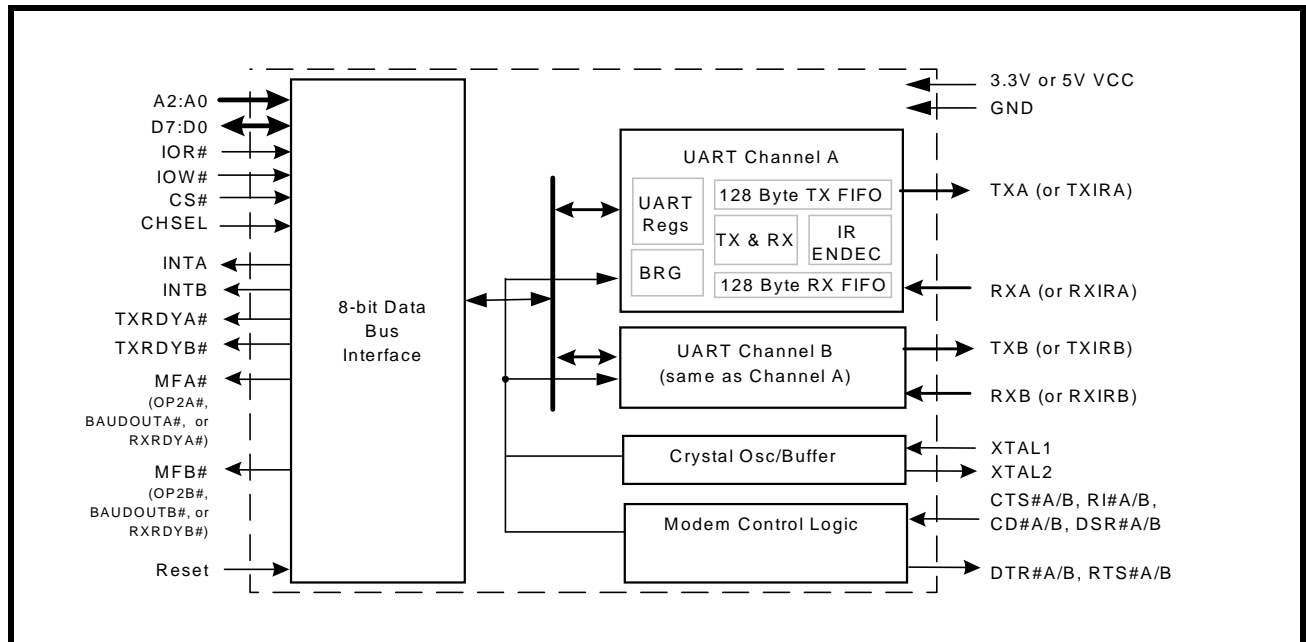 A2:A0
D7:D0
IOR#
IOW#
CS#
CHSEL
INTA
INTB
TXRDYA#
TXRDYB#
MFA#
(OP2A#,
BAUDOUTA#, or
RXRDYA#)
MFB#
(OP2B#,
BAUDOUTB#, or
RXRDYB#)
Reset
8-bit Data
Bus
Interface
UART Channel A
UART
Regs
BRG
128 Byte TX FIFO
TX & RX
IR
ENDEC
128 Byte RX FIFO
UART Channel B
(same as Channel A)
Crystal Osc/Buffer
Modem Control Logic
3.3V or 5V VCC
GND
TXA (or TXIRA)
RXA (or RXIRA)
TXB (or TXIRB)
RXB (or RXIRB)
XTAL1
XTAL2
CTS#A/B, RI#A/B,
CD#A/B, DSR#A/B
DTR#A/B, RTS#A/B